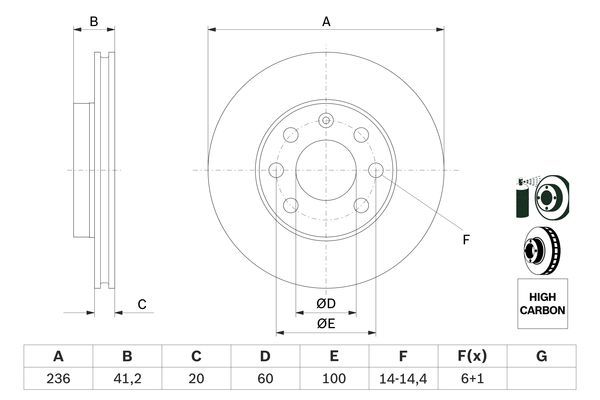 B
A
F
C
ØD
ØE
HIGH
CARBON
A B C D E F F(x) G
236 41,2 20 60 100 14-14,4 6+1